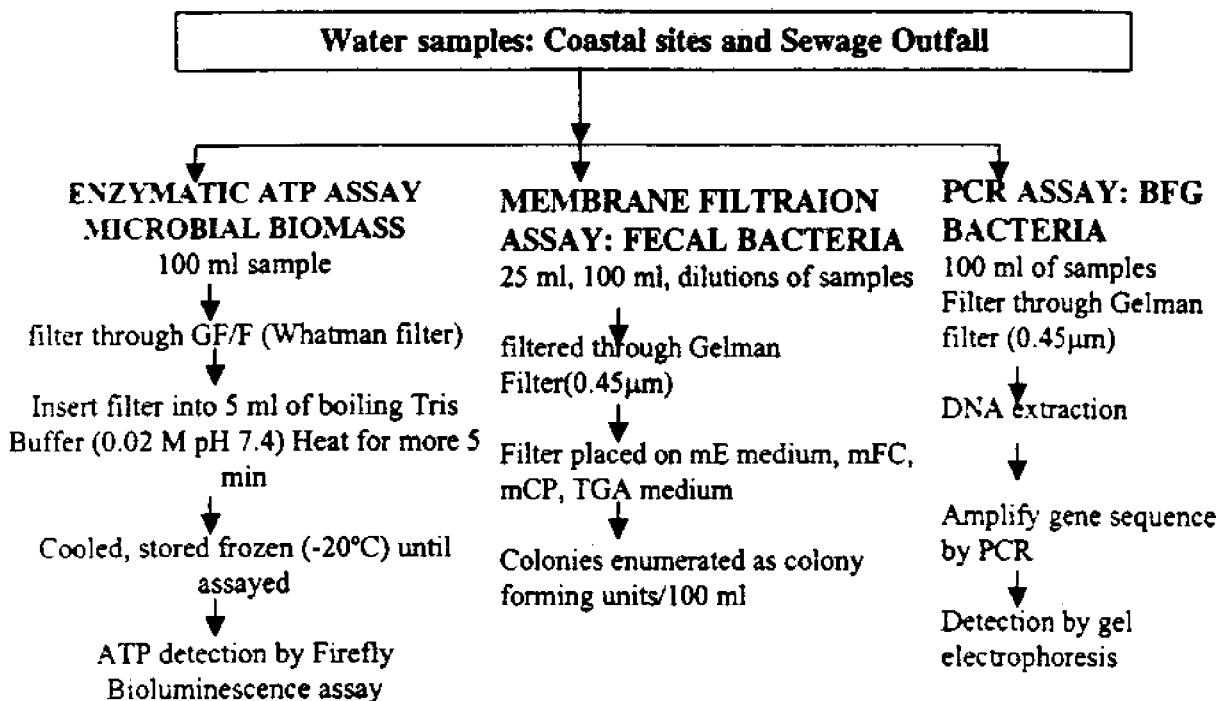 Water samples: Coastal sites and Sewage Outfall
ENZYMATIC ATP ASSAY
MICROBIAL BIOMASS
100 ml sample
filter through GF/F (Whatman filter)
Insert filter into 5 ml of boiling Tris
Buffer (0.02 M pH 7.4) Heat for more 5
min
Cooled, stored frozen (-20°C) until
assayed
ATP detection by Firefly
Bioluminescence assay
MEMBRANE FILTRAION
ASSAY: FECAL BACTERIA
25 ml, 100 ml, dilutions of samples
filtered through Gelman
Filter(0.45µm)
Filter placed on mE medium, mFC,
mCP, TGA medium
Colonies enumerated as colony
forming units/100 ml
PCR ASSAY: BFG
BACTERIA
100 ml of samples
Filter through Gelman
filter (0.45µm)
DNA extraction
Amplify gene sequence
by PCR
Detection by gel
electrophoresis